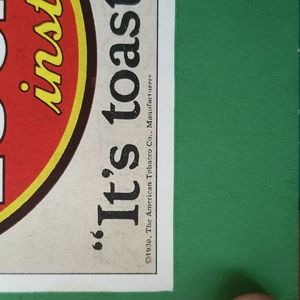 inst
“It's toast
©1930, The American Tobacco Co., Manufacturers